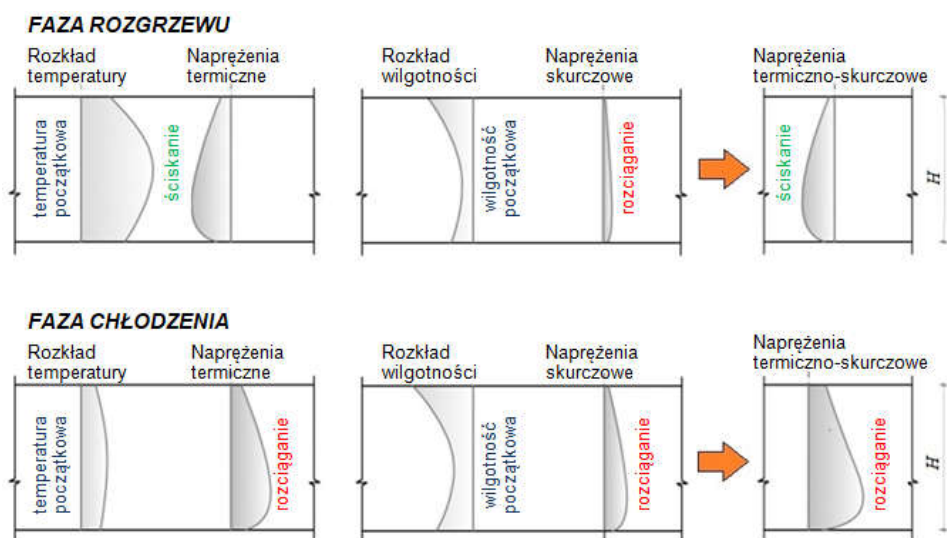 FAZA ROZGRZEWU
Rozkład
temperatury
Naprężenia
termiczne
Rozkład
wilgotności
Naprężenia
skurczowe
Naprężenia
termiczno-skurczowe
temperatura
początkowa
ściskanie
wilgotność
początkowa
rozciąganie
ściskanie
H
FAZA CHŁODZENIA
Rozkład
temperatury
Naprężenia
termiczne
Rozkład
wilgotności
Naprężenia
skurczowe
Naprężenia
termiczno-skurczowe
temperatura
początkowa
rozciąganie
wilgotność
początkowa
rozciąganie
rozciąganie
H